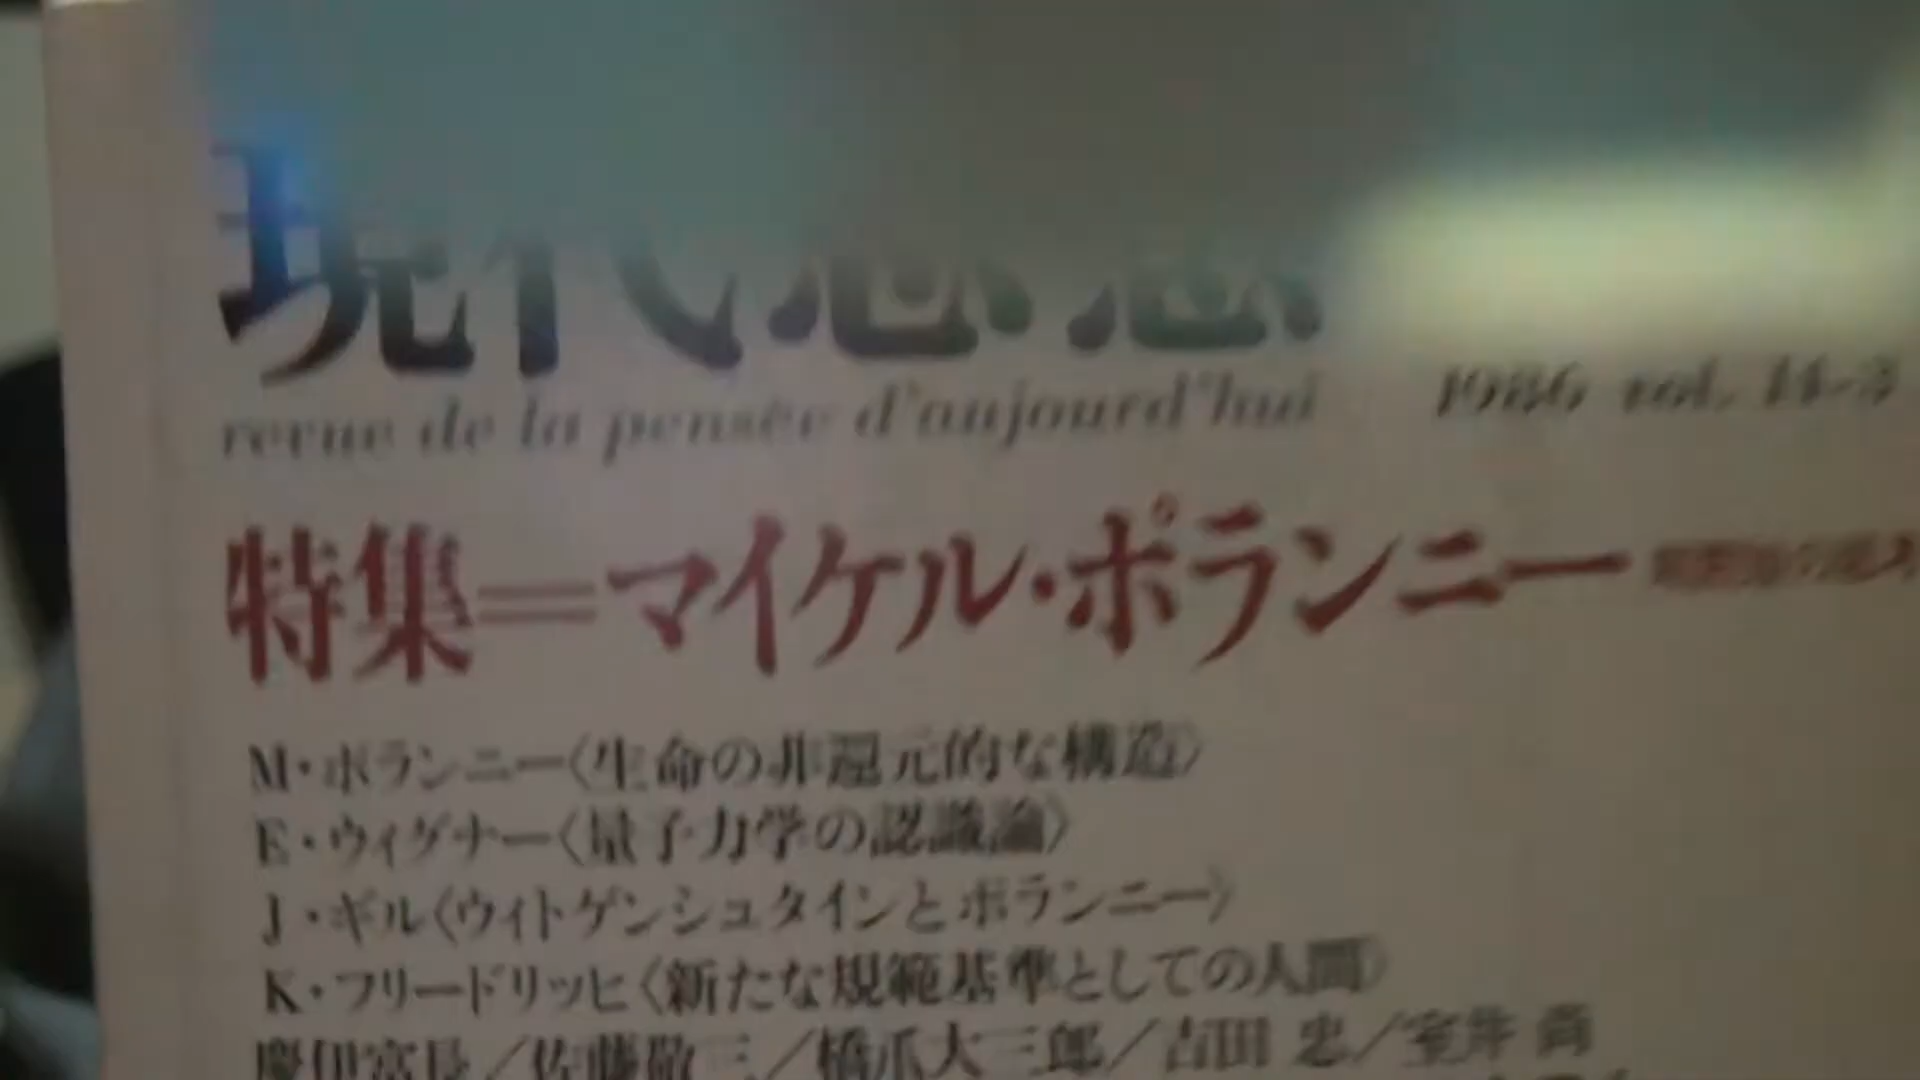 現代思想
revue de la pensée d'aujourd'hui 1986 vol. 14-3
特集＝マイケル・ポランニー
M・ポランニー〈生命の非還元的な構造〉
E・ウィグナー〈量子力学の認識論〉
J・ギル〈ウィトゲンシュタインとポランニー〉
K・フリードリッヒ〈新たな規範基準としての人間〉
慶伊富長／佐藤敬三／橋爪大三郎／吉田 忠／室井 尚